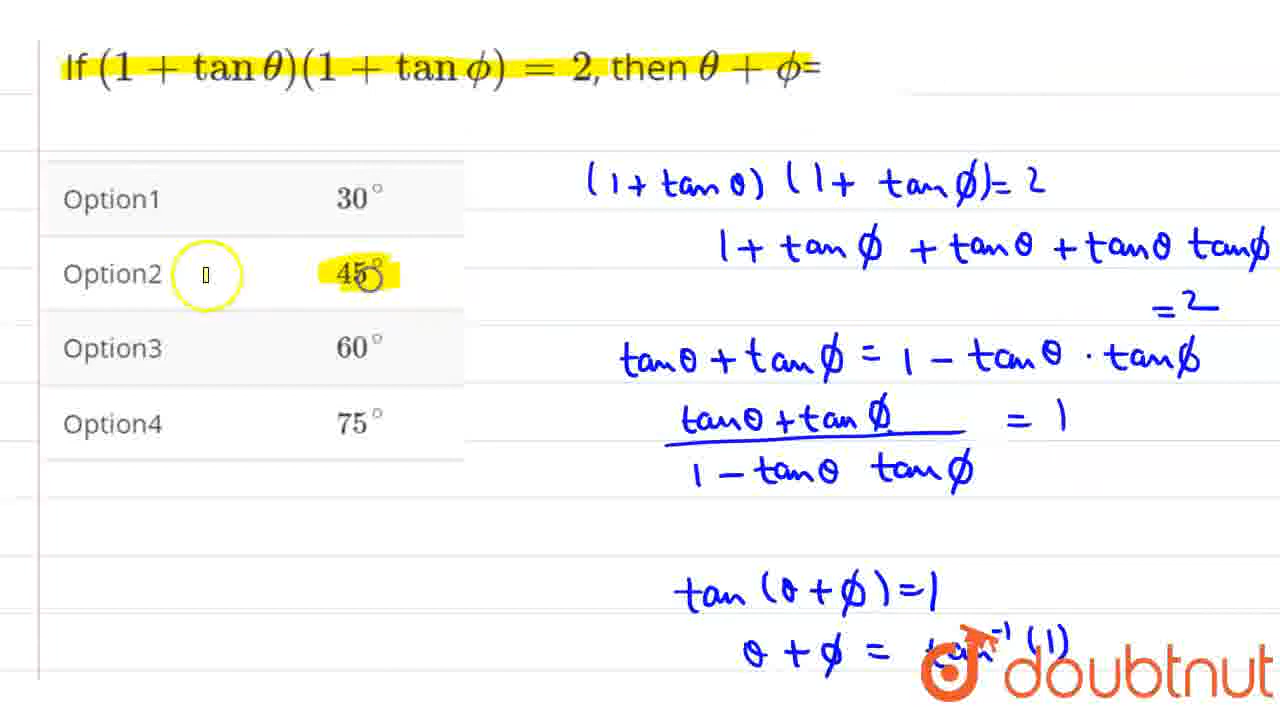 If (1 + tan θ)(1 + tan ϕ) = 2, then θ + ϕ=
Option1 30°
Option2 45°
Option3 60°
Option4 75°
(1 + tan θ) (1 + tan ϕ) = 2
1 + tan ϕ + tan θ + tan θ tan ϕ
= 2
tan θ + tan ϕ = 1 - tan θ . tan ϕ
tan θ + tan ϕ = 1
1 - tan θ tan ϕ
tan (θ + ϕ) = 1
θ + ϕ = tan⁻¹ (1)
doubtnut